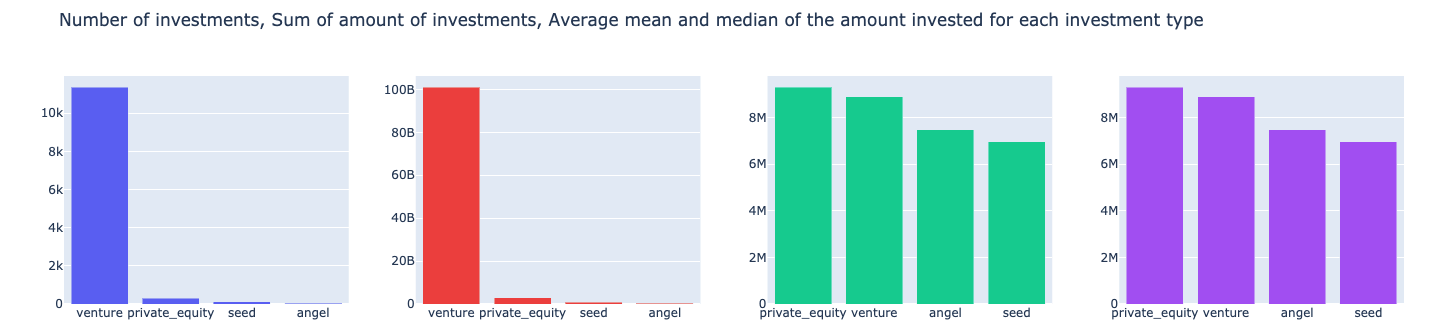 Number of investments, Sum of amount of investments, Average mean and median of the amount invested for each investment type
10k
8k
6k
4k
2k
0
venture private_equity seed angel
100B
80B
60B
40B
20B
0
venture private_equity seed angel
8M
6M
4M
2M
0
private_equity venture angel seed
8M
6M
4M
2M
0
private_equity venture angel seed